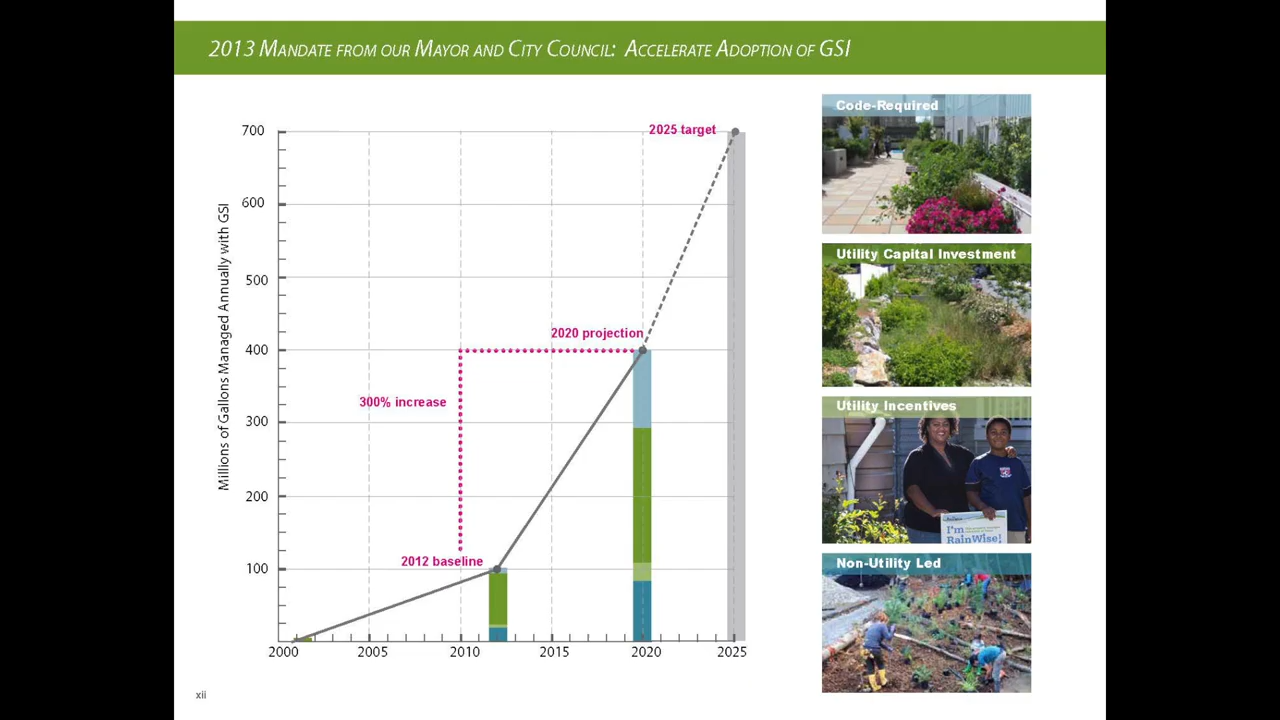 2013 MANDATE FROM OUR MAYOR AND CITY COUNCIL: ACCELERATE ADOPTION OF GSI
Millions of Gallons Managed Annually with GSI
700
600
500
400
300
200
100
2000
2005
2010
2015
2020
2025
2025 target
2020 projection
300% increase
2012 baseline
Code-Required
Utility Capital Investment
Utility Incentives
I'm
RainWise!
Non-Utility Led
xii